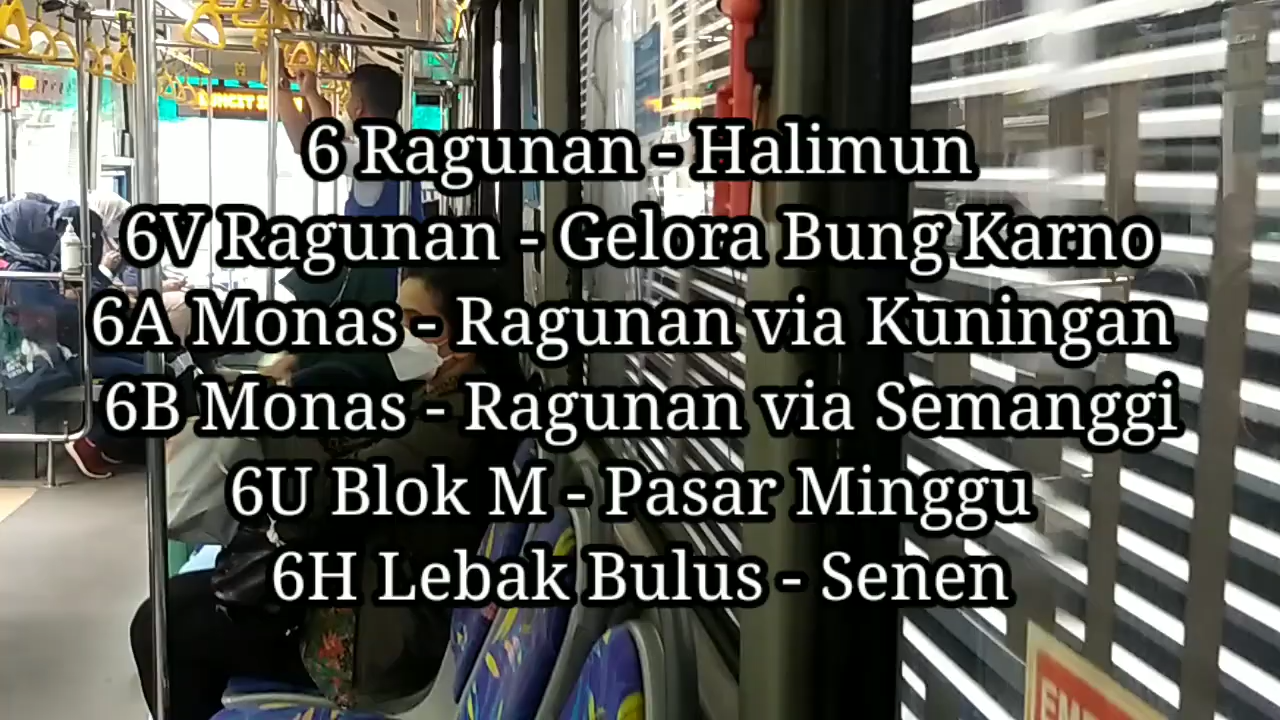 6 Ragunan - Halimun
6V Ragunan - Gelora Bung Karno
6A Monas - Ragunan via Kuningan
6B Monas - Ragunan via Semanggi
6U Blok M - Pasar Minggu
6H Lebak Bulus - Senen